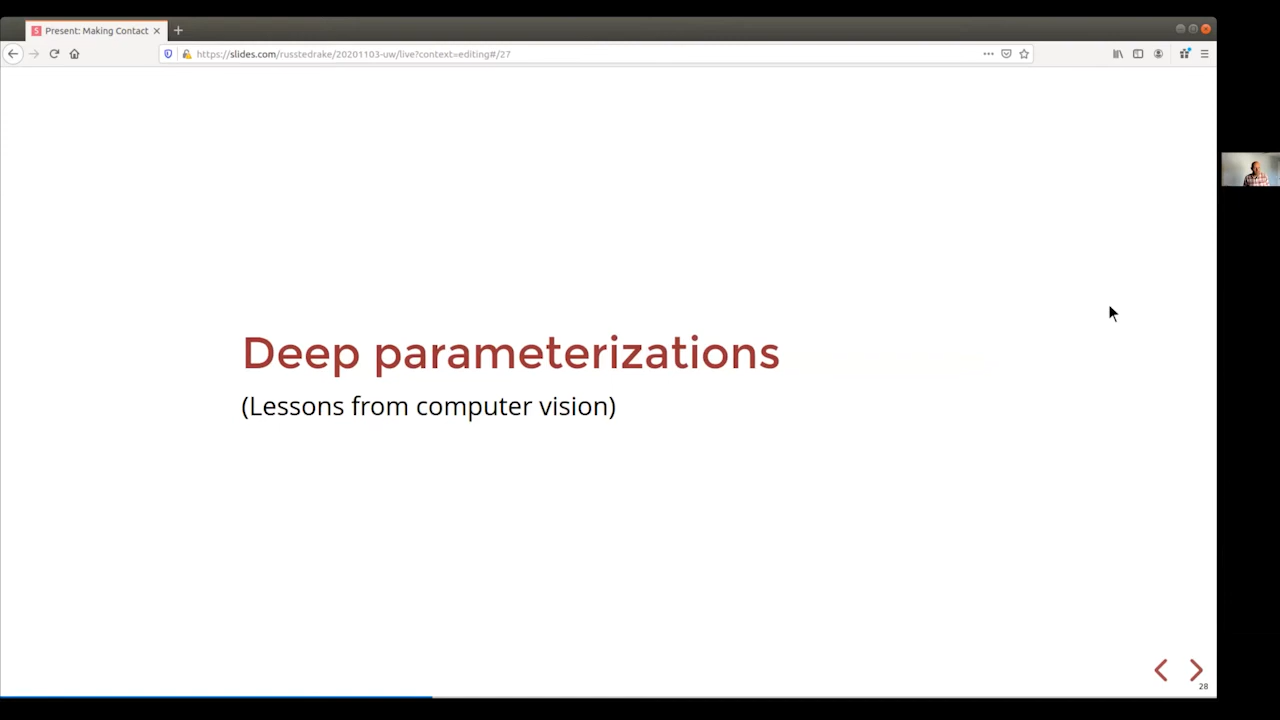 Present: Making Contact
https://slides.com/russtedrake/20201103-uw/live?context=editing#/27
Deep parameterizations
(Lessons from computer vision)
28